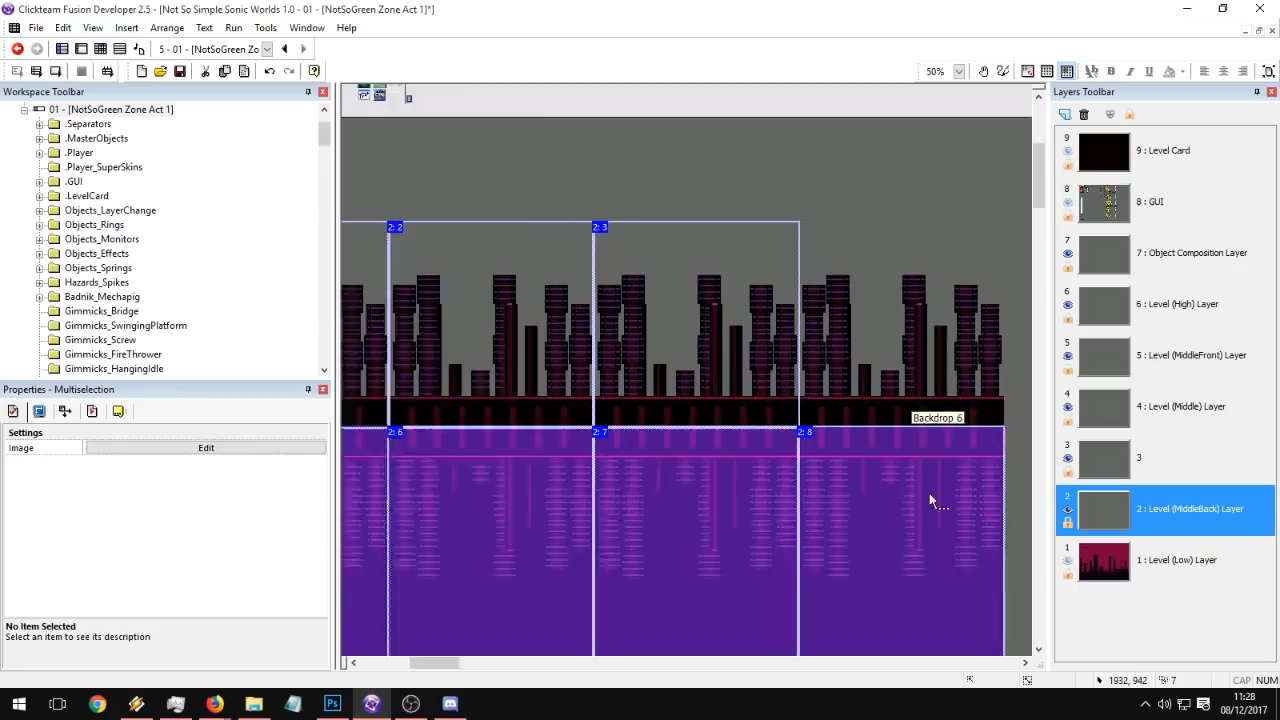 Clickteam Fusion Developer 2.5 - [Not So Simple Sonic Worlds 1.0 - 01 - [NotSoGreen Zone Act 1]*]
File Edit View Insert Arrange Text Run Tools Window Help
5 - 01 - [NotSoGreen Zo
50%
B I U
Workspace Toolbar
01 - [NotSoGreen Zone Act 1]
.Separators
.MasterObjects
.Player
.Player_SuperSkins
.GUI
.LevelCard
Objects_LayerChange
Objects_Rings
Objects_Monitors
Objects_Effects
Objects_Springs
Hazards_Spikes
Badnik_Mechapig
Gimmicks_Bridge
Gimmicks_SwingingPlatform
Gimmicks_Screw
Gimmicks_FireThrower
Gimmicks_HangingIdle
Properties - Multiselection
Settings
Image Edit
No Item Selected
Select an item to see its description
2: 2
2: 3
Backdrop 6
2: 6
2: 7
2: 8
Layers Toolbar
9
9 : Level Card
8
8 : GUI
7
7 : Object Composition Layer
6
6 : Level (High) Layer
5
5 : Level (MiddleFront) Layer
4
4 : Level (Middle) Layer
3
3
2
2 : Level (MiddleBack) Layer
1
1 : Level (Low) Layer
1932, 942
7
CAP NUM
Ps
11:28
08/12/2017